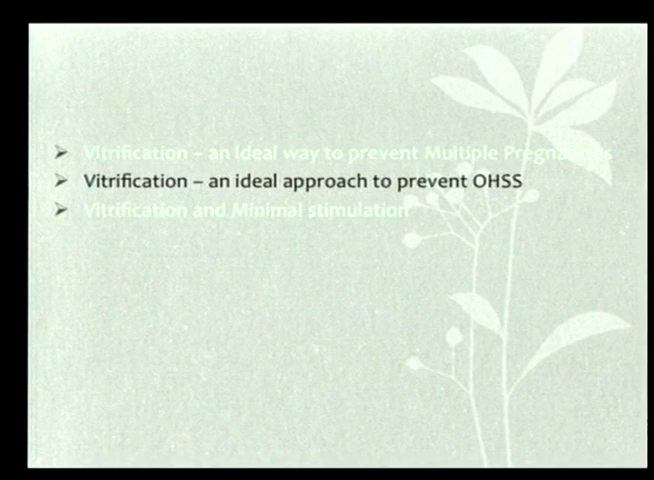 Vitrification – an Ideal way to prevent Multiple Pregnancies
Vitrification – an ideal approach to prevent OHSS
Vitrification and Minimal stimulation